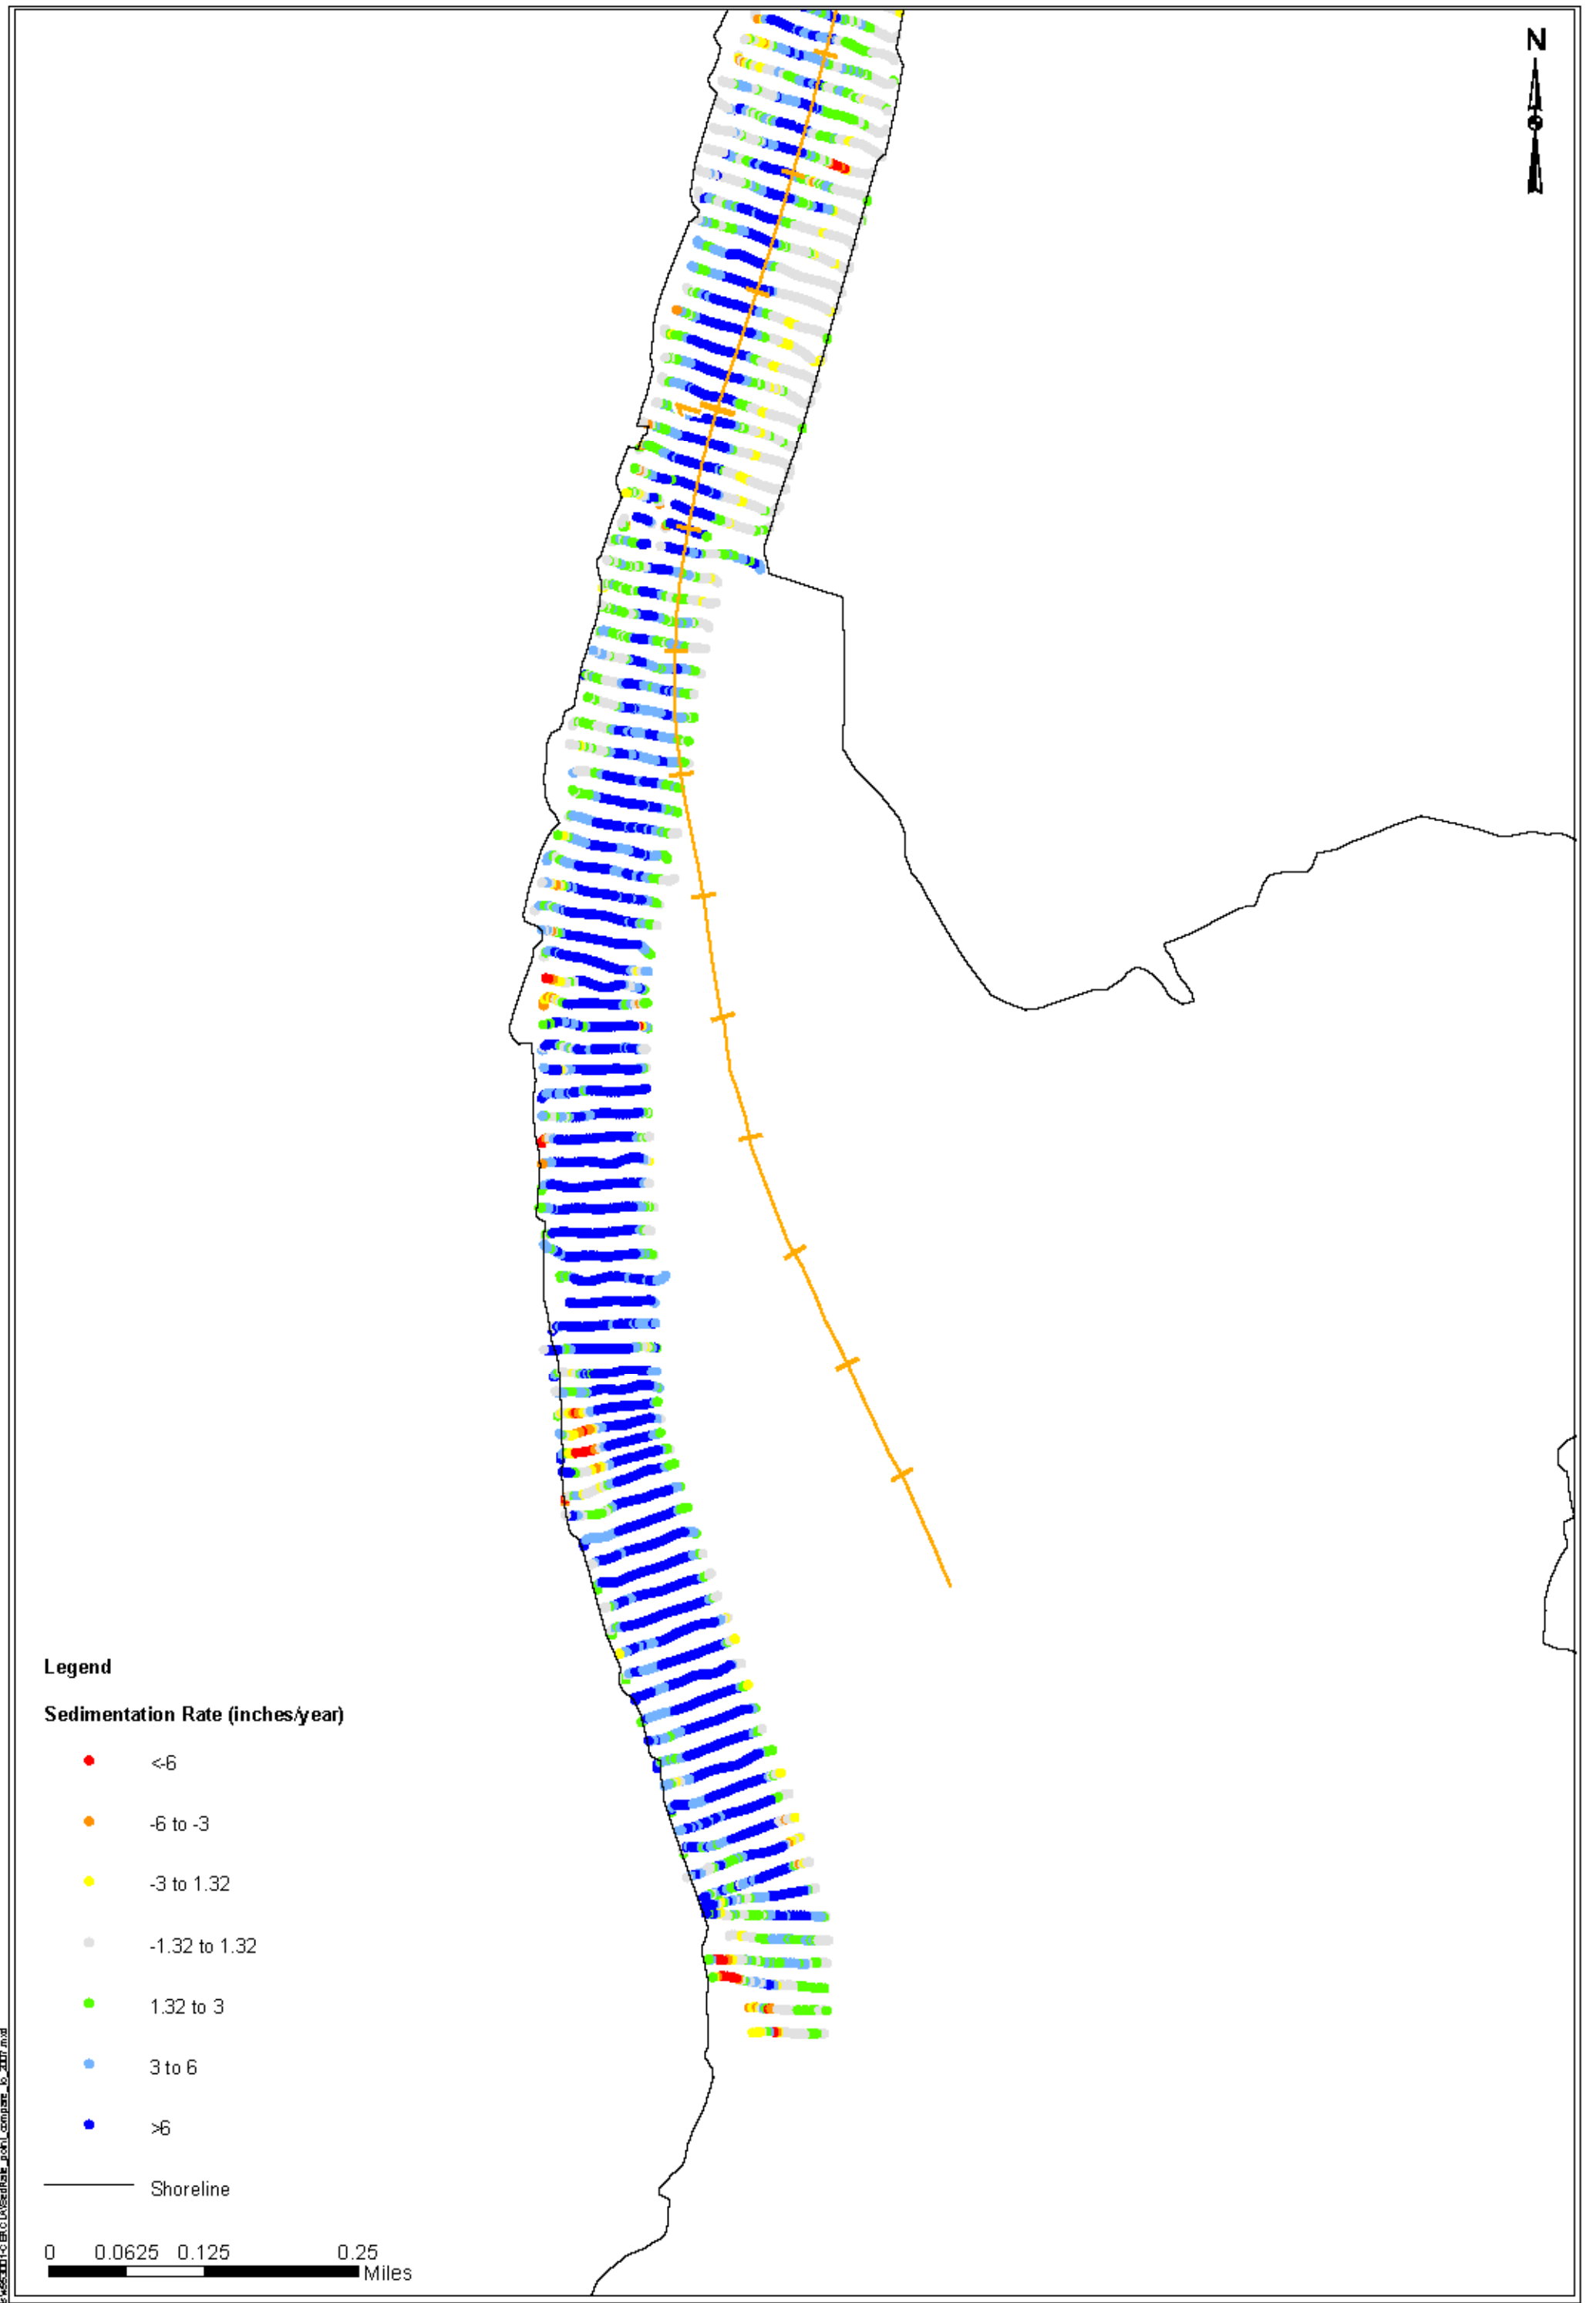 N
1
Legend
Sedimentation Rate (inches/year)
<-6
-6 to -3
-3 to 1.32
-1.32 to 1.32
1.32 to 3
3 to 6
>6
Shoreline
0 0.0625 0.125 0.25
Miles